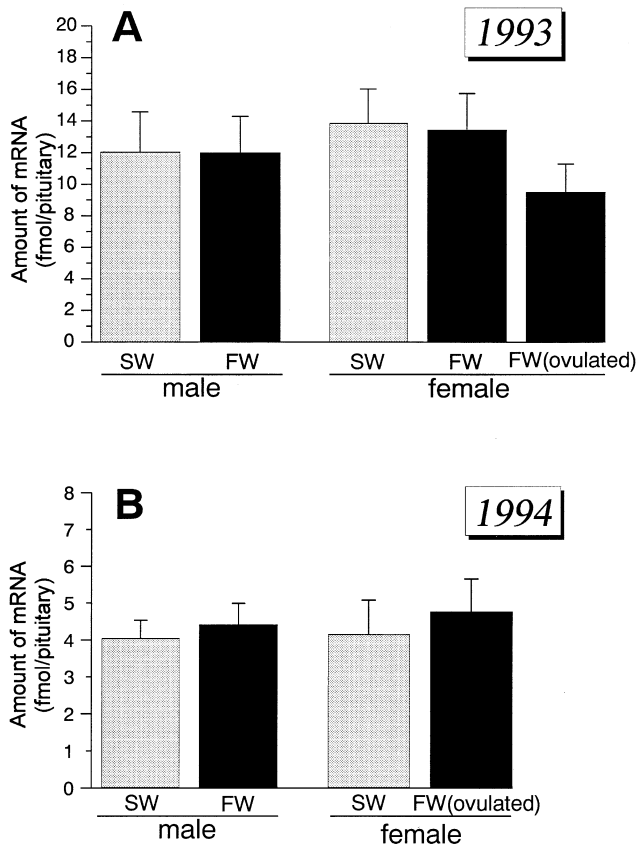 A
1993
Amount of mRNA
(fmol/pituitary)
20
18
16
14
12
10
8
6
4
2
0
SW FW SW FW FW(ovulated)
male female
B
1994
Amount of mRNA
(fmol/pituitary)
8
7
6
5
4
3
2
1
0
SW FW SW FW(ovulated)
male female